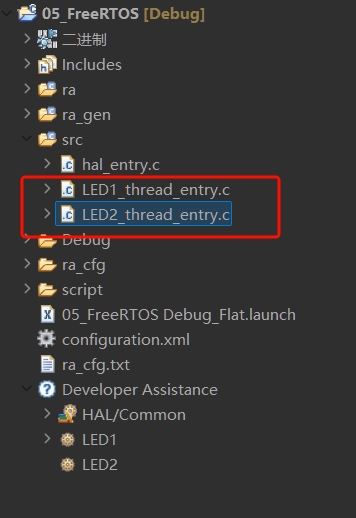 05_FreeRTOS [Debug]
二进制
Includes
ra
ra_gen
src
hal_entry.c
LED1_thread_entry.c
LED2_thread_entry.c
Debug
ra_cfg
script
05_FreeRTOS Debug_Flat.launch
configuration.xml
ra_cfg.txt
Developer Assistance
HAL/Common
LED1
LED2